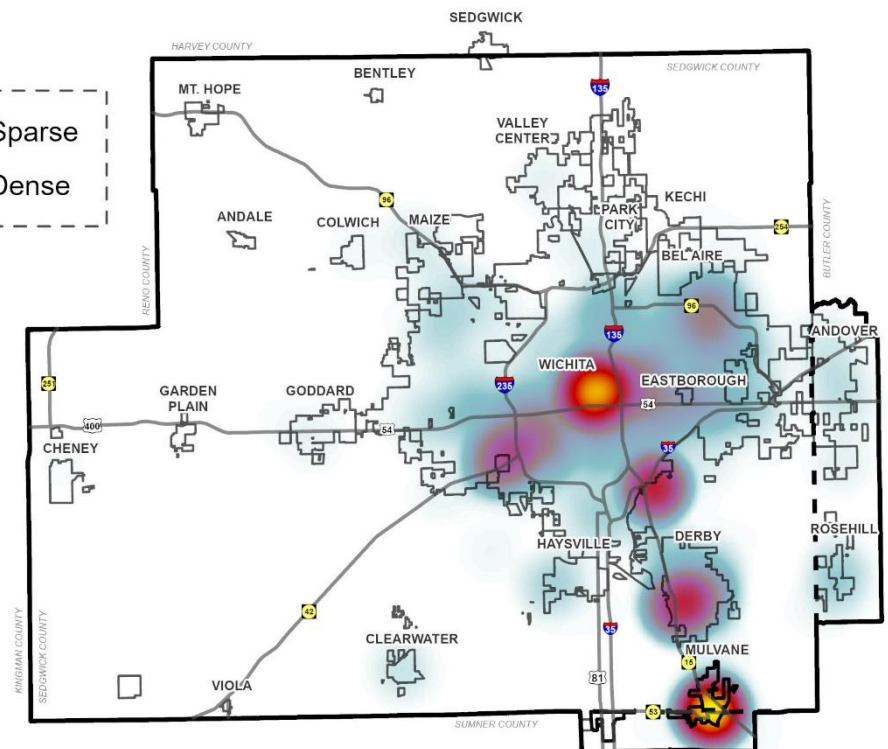 SEDGWICK
HARVEY COUNTY
SEDGWICK COUNTY
BENTLEY
MT. HOPE
135
Sparse
Dense
VALLEY
CENTER
96
KECHI
PARK
CITY
ANDALE
COLWICH
MAIZE
254
BEL AIRE
BUTLER COUNTY
RENO COUNTY
96
135
ANDOVER
WICHITA
235
EASTBOROUGH
251
GARDEN
PLAIN
GODDARD
54
400
54
CHENEY
35
HAYSVILLE
DERBY
ROSEHILL
42
35
CLEARWATER
KINGMAN COUNTY
SEDGWICK COUNTY
MULVANE
15
81
VIOLA
53
SUMNER COUNTY